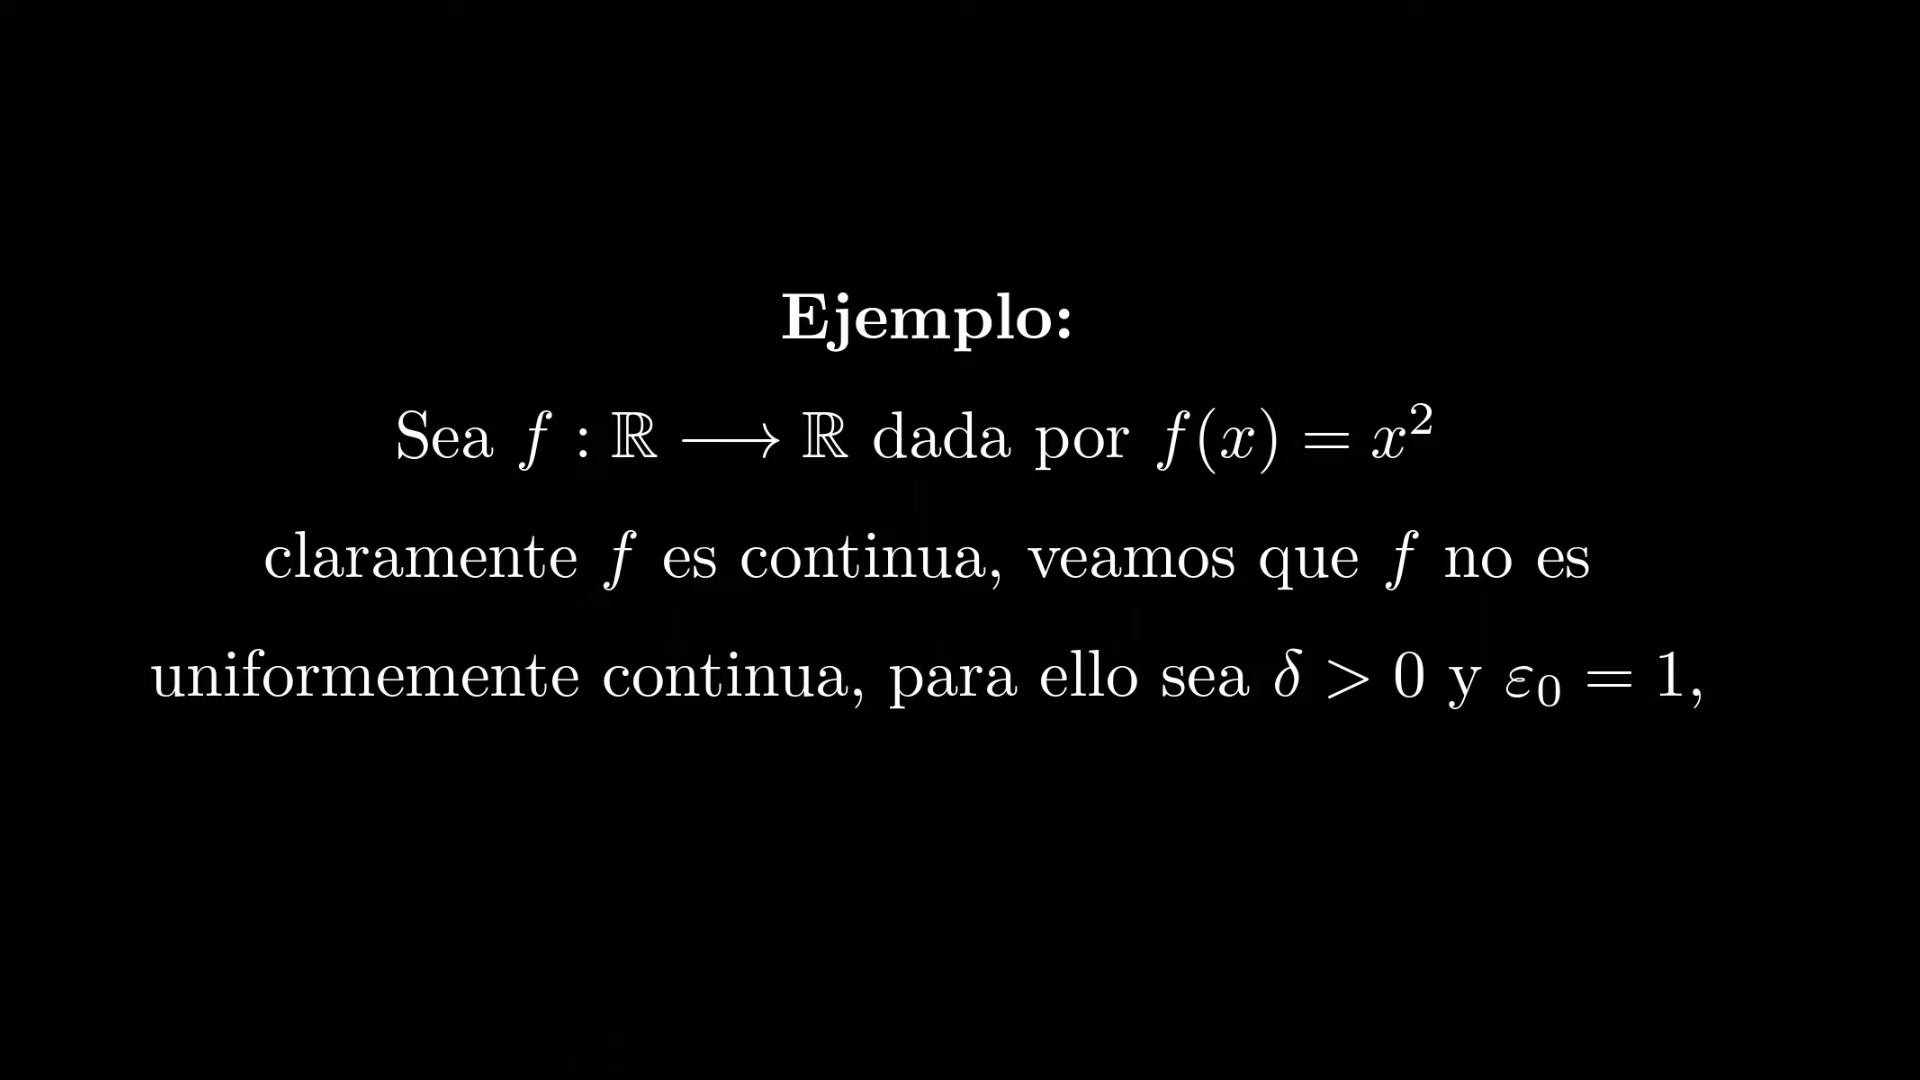 Ejemplo:
Sea f : ℝ ⟶ ℝ dada por f(x) = x²
claramente f es continua, veamos que f no es
uniformemente continua, para ello sea δ > 0 y ε₀ = 1,